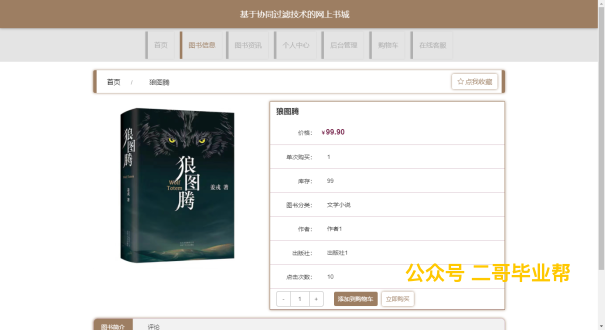 基于协同过滤技术的网上书城
首页 图书信息 图书资讯 个人中心 后台管理 购物车 在线客服
首页 / 狼图腾
☆点我收藏
狼图腾
狼图腾
Wolf Totem
姜戎 著
价格： ￥99.90
单次购买： 1
库存： 99
图书分类： 文学小说
作者： 作者1
出版社： 出版社1
点击次数： 10
- 1 + 添加到购物车 立即购买
公众号 二哥毕业帮
图书简介 评论